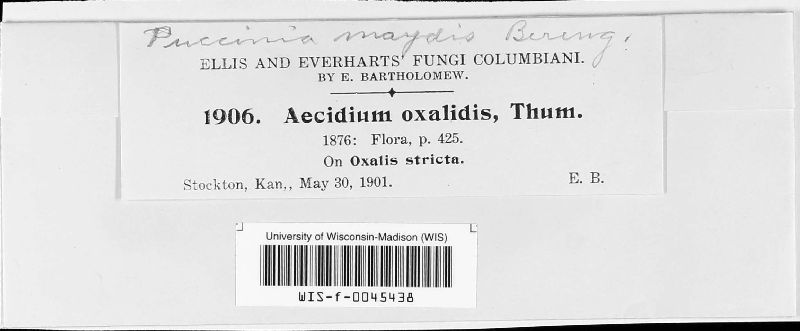 Puccinia maydis Bereng.
ELLIS AND EVERHARTS' FUNGI COLUMBIANI.
BY E. BARTHOLOMEW.
1906. Aecidium oxalidis, Thum.
1876: Flora, p. 425.
On Oxalis stricta.
Stockton, Kan,, May 30, 1901. E. B.
University of Wisconsin-Madison (WIS)
WIS-f-0045438